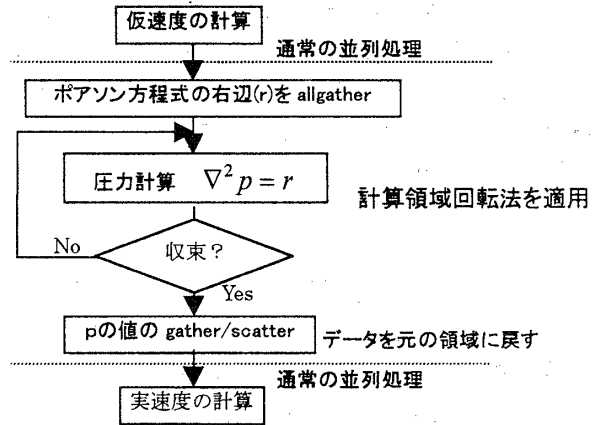 仮速度の計算
通常の並列処理
ポアソン方程式の右辺(r)を allgather
圧力計算 ∇² p = r
計算領域回転法を適用
No
収束？
Yes
pの値の gather/scatter
データを元の領域に戻す
通常の並列処理
実速度の計算